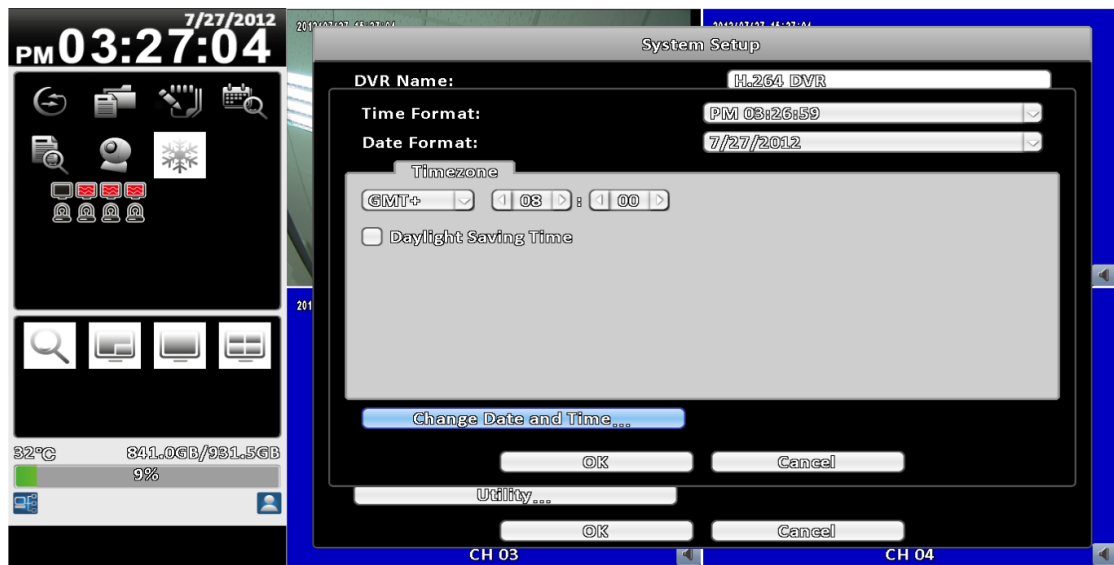 7/27/2012
PM 03:27:04
System Setup
DVR Name: H.264 DVR
Time Format: PM 03:26:59
Date Format: 7/27/2012
Timezone
GMT+ 08 : 00
Daylight Saving Time
Change Date and Time...
32°C 841.0GB/931.5GB
OK Cancel
9%
Utility...
OK Cancel
CH 03 CH 04